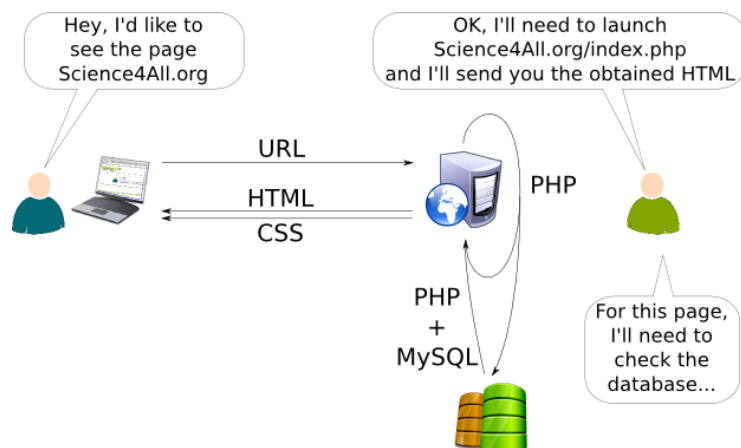 Hey, I'd like to
see the page
Science4All.org
OK, I'll need to launch
Science4All.org/index.php
and I'll send you the obtained HTML
URL
HTML
CSS
PHP
PHP
+
MySQL
For this page,
I'll need to
check the
database...